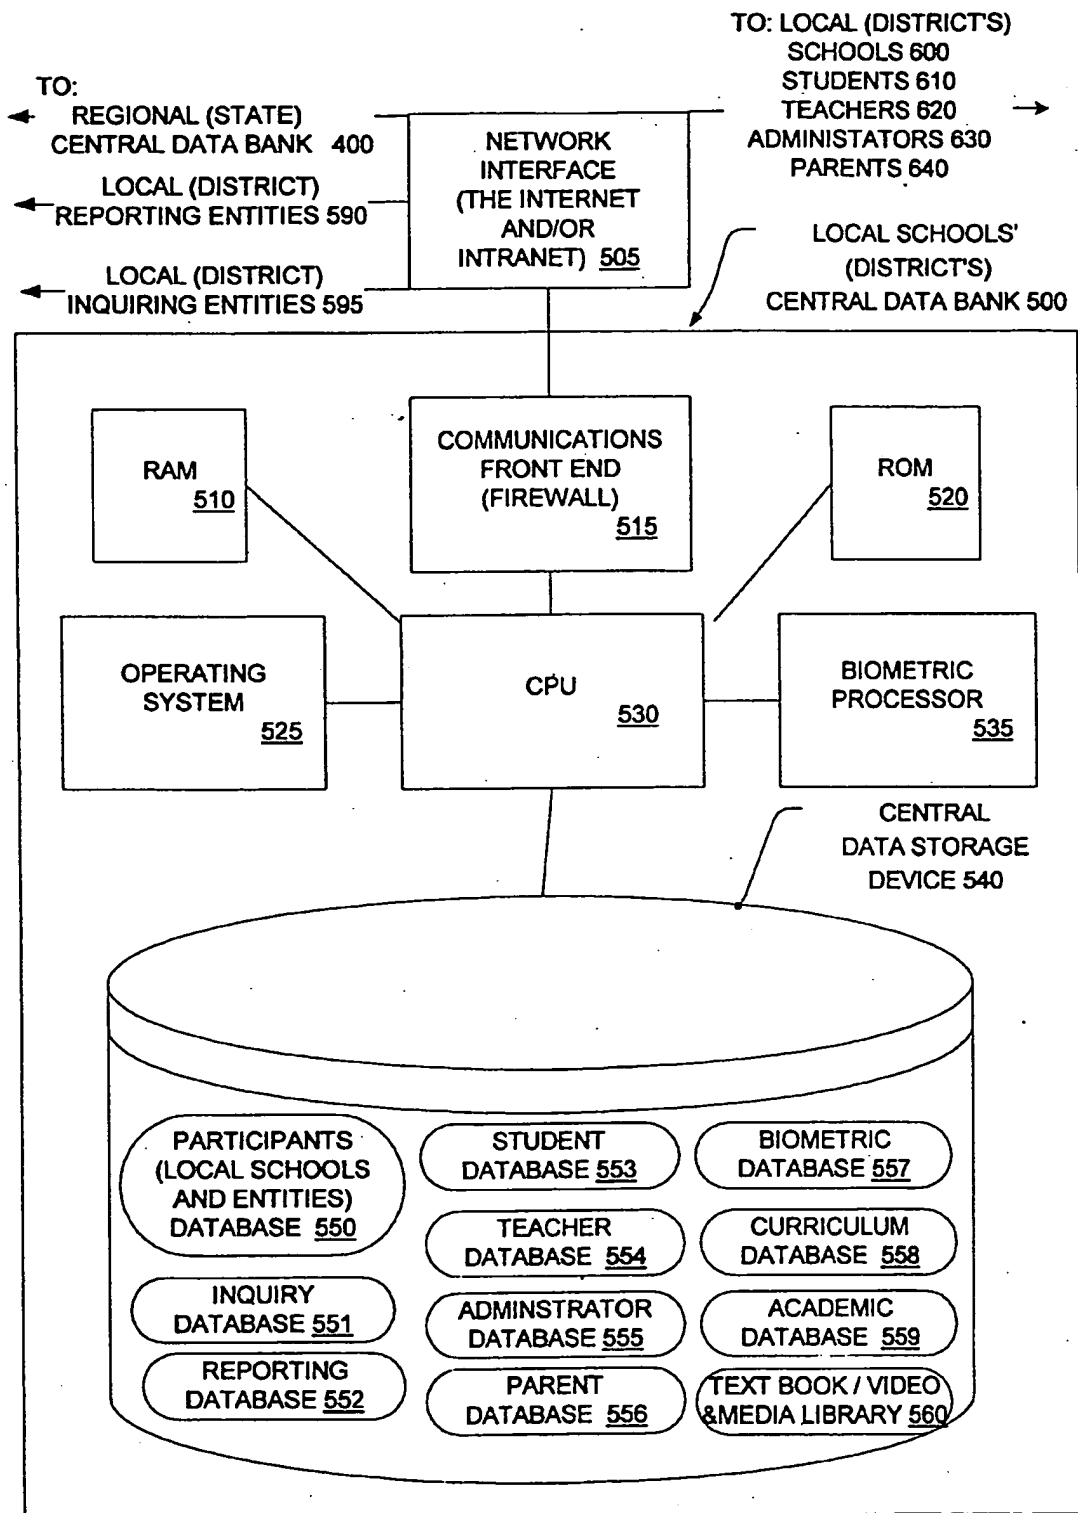 TO: LOCAL (DISTRICT'S)
SCHOOLS 600
STUDENTS 610
TEACHERS 620
ADMINISTATORS 630
PARENTS 640
TO:
REGIONAL (STATE)
CENTRAL DATA BANK 400
LOCAL (DISTRICT)
REPORTING ENTITIES 590
LOCAL (DISTRICT)
INQUIRING ENTITIES 595
NETWORK
INTERFACE
(THE INTERNET
AND/OR
INTRANET) 505
LOCAL SCHOOLS'
(DISTRICT'S)
CENTRAL DATA BANK 500
RAM
510
COMMUNICATIONS
FRONT END
(FIREWALL)
515
ROM
520
OPERATING
SYSTEM
525
CPU
530
BIOMETRIC
PROCESSOR
535
CENTRAL
DATA STORAGE
DEVICE 540
PARTICIPANTS
(LOCAL SCHOOLS
AND ENTITIES)
DATABASE 550
INQUIRY
DATABASE 551
REPORTING
DATABASE 552
STUDENT
DATABASE 553
TEACHER
DATABASE 554
ADMINSTRATOR
DATABASE 555
PARENT
DATABASE 556
BIOMETRIC
DATABASE 557
CURRICULUM
DATABASE 558
ACADEMIC
DATABASE 559
TEXT BOOK / VIDEO
&MEDIA LIBRARY 560